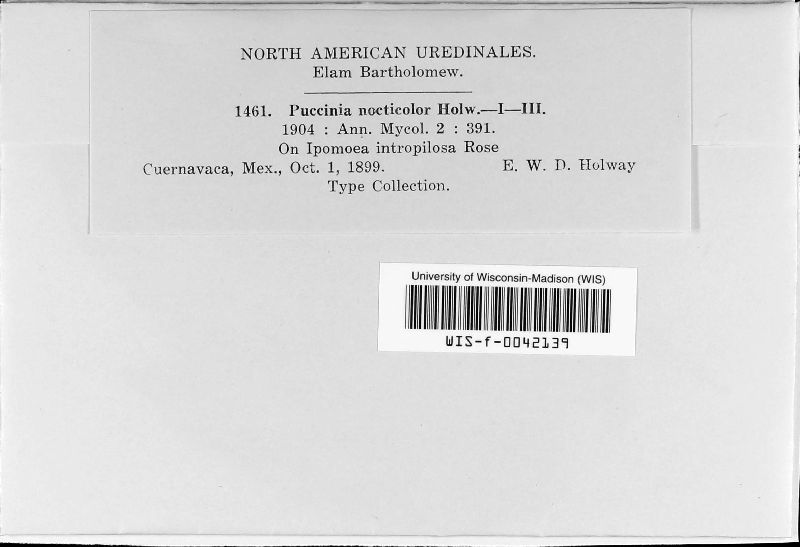 NORTH AMERICAN UREDINALES.
Elam Bartholomew.
1461. Puccinia nocticolor Holw.—I—III.
1904 : Ann. Mycol. 2 : 391.
On Ipomoea intropilosa Rose
Cuernavaca, Mex., Oct. 1, 1899. E. W. D. Holway
Type Collection.
University of Wisconsin-Madison (WIS)
WIS-f-0042139